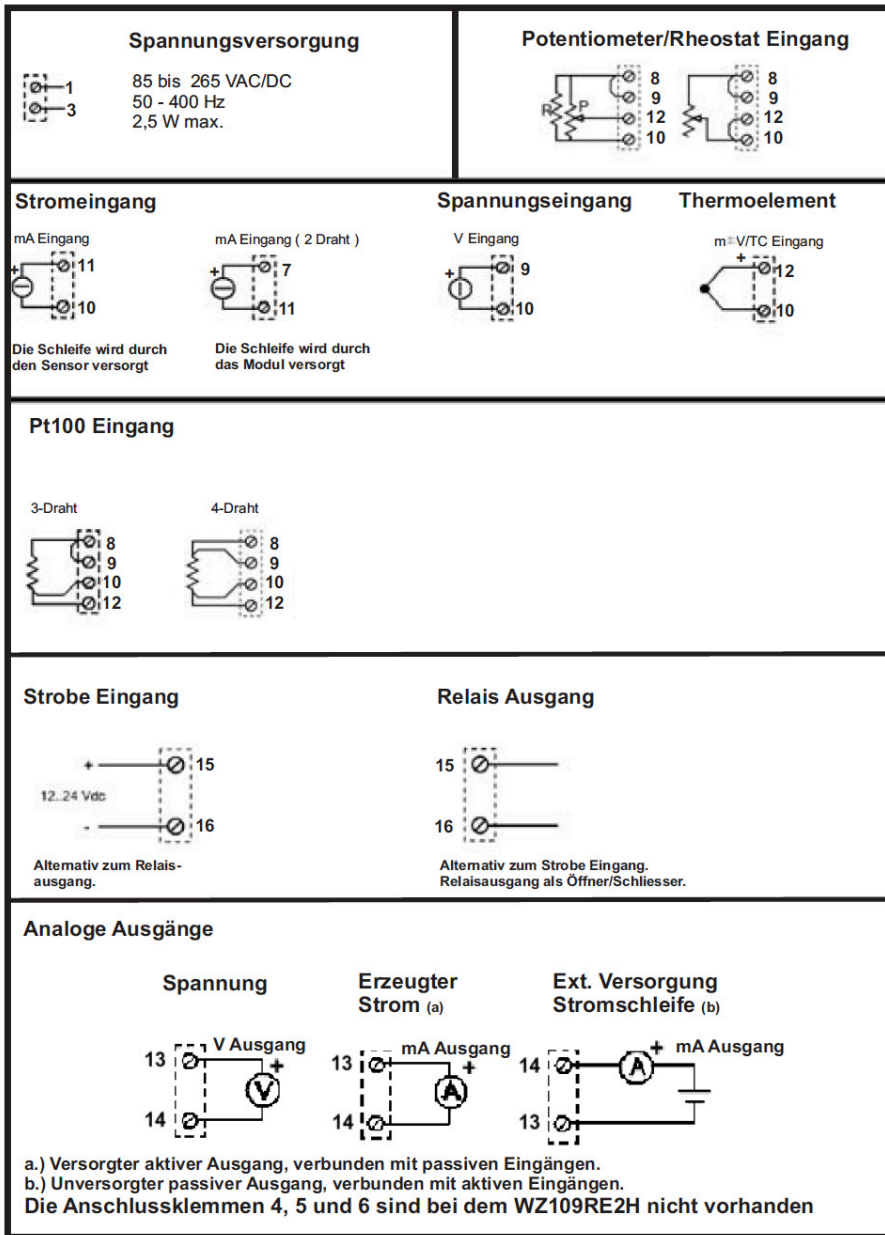 Spannungsversorgung
1
3
85 bis 265 VAC/DC
50 - 400 Hz
2,5 W max.
Potentiometer/Rheostat Eingang
R
P
8
9
12
10
8
9
12
10
Stromeingang
mA Eingang
+
11
10
Die Schleife wird durch
den Sensor versorgt
mA Eingang ( 2 Draht )
+
7
11
Die Schleife wird durch
das Modul versorgt
Spannungseingang
V Eingang
+
9
10
Thermoelement
V/TC Eingang
+
12
10
Pt100 Eingang
3-Draht
8
9
10
12
4-Draht
8
9
10
12
Strobe Eingang
+
15
12..24 Vdc
-
16
Alternativ zum Relais-
ausgang.
Relais Ausgang
15
16
Alternativ zum Strobe Eingang.
Relaisausgang als Öffner/Schliesser.
Analoge Ausgänge
Spannung
13
V Ausgang
+
V
14
Erzeugter
Strom (a)
13
mA Ausgang
+
A
14
Ext. Versorgung
Stromschleife (b)
14
A
+
mA Ausgang
13
a.) Versorgter aktiver Ausgang, verbunden mit passiven Eingängen.
b.) Unversorgter passiver Ausgang, verbunden mit aktiven Eingängen.
Die Anschlussklemmen 4, 5 und 6 sind bei dem WZ109RE2H nicht vorhanden